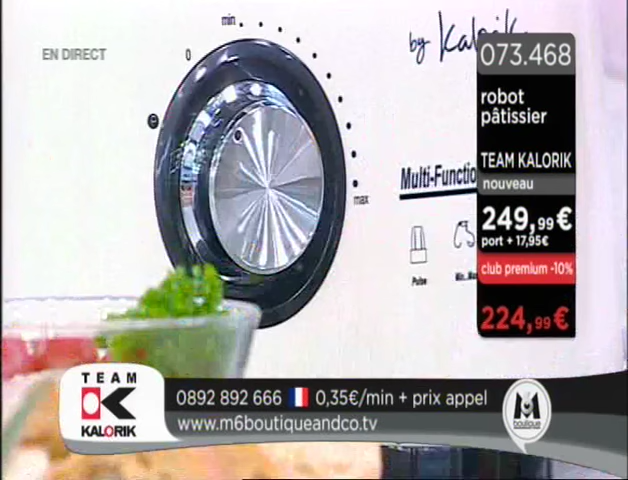 EN DIRECT
min
0
max
by
Multi-Functio
Pulse
073.468
robot
pâtissier
TEAM KALORIK
nouveau
249,99€
port + 17,95€
club premium -10%
224,99€
TEAM
K
KALORIK
0892 892 666 0,35€/min + prix appel
www.m6boutiqueandco.tv
M6
boutique